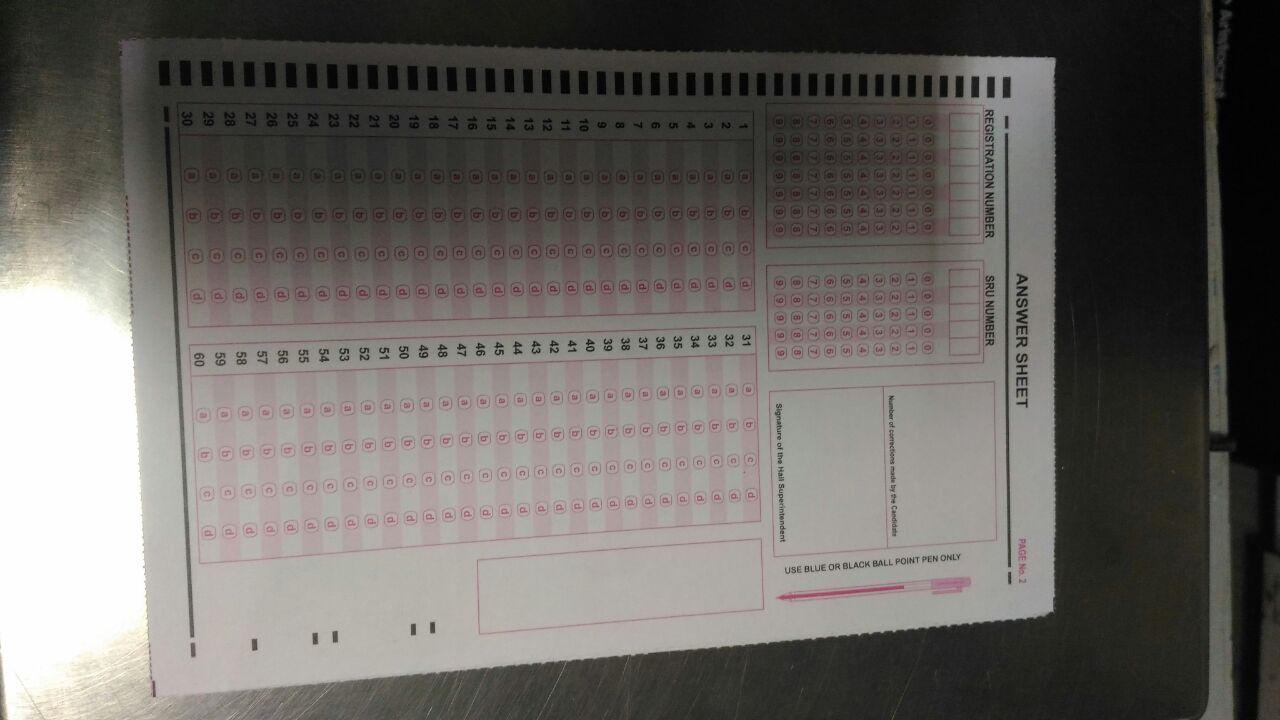 PAGE No. 2
ANSWER SHEET
REGISTRATION NUMBER
0 0 0 0 0 0 0
1 1 1 1 1 1 1
2 2 2 2 2 2 2
3 3 3 3 3 3 3
4 4 4 4 4 4 4
5 5 5 5 5 5 5
6 6 6 6 6 6 6
7 7 7 7 7 7 7
8 8 8 8 8 8 8
9 9 9 9 9 9 9
SRU NUMBER
0 0 0 0 0
1 1 1 1 1
2 2 2 2 2
3 3 3 3 3
4 4 4 4 4
5 5 5 5 5
6 6 6 6 6
7 7 7 7 7
8 8 8 8 8
9 9 9 9 9
Number of corrections made by the Candidate
Signature of the Hall Superintendent
USE BLUE OR BLACK BALL POINT PEN ONLY
1 a b c d
2 a b c d
3 a b c d
4 a b c d
5 a b c d
6 a b c d
7 a b c d
8 a b c d
9 a b c d
10 a b c d
11 a b c d
12 a b c d
13 a b c d
14 a b c d
15 a b c d
16 a b c d
17 a b c d
18 a b c d
19 a b c d
20 a b c d
21 a b c d
22 a b c d
23 a b c d
24 a b c d
25 a b c d
26 a b c d
27 a b c d
28 a b c d
29 a b c d
30 a b c d
31 a b c d
32 a b c d
33 a b c d
34 a b c d
35 a b c d
36 a b c d
37 a b c d
38 a b c d
39 a b c d
40 a b c d
41 a b c d
42 a b c d
43 a b c d
44 a b c d
45 a b c d
46 a b c d
47 a b c d
48 a b c d
49 a b c d
50 a b c d
51 a b c d
52 a b c d
53 a b c d
54 a b c d
55 a b c d
56 a b c d
57 a b c d
58 a b c d
59 a b c d
60 a b c d